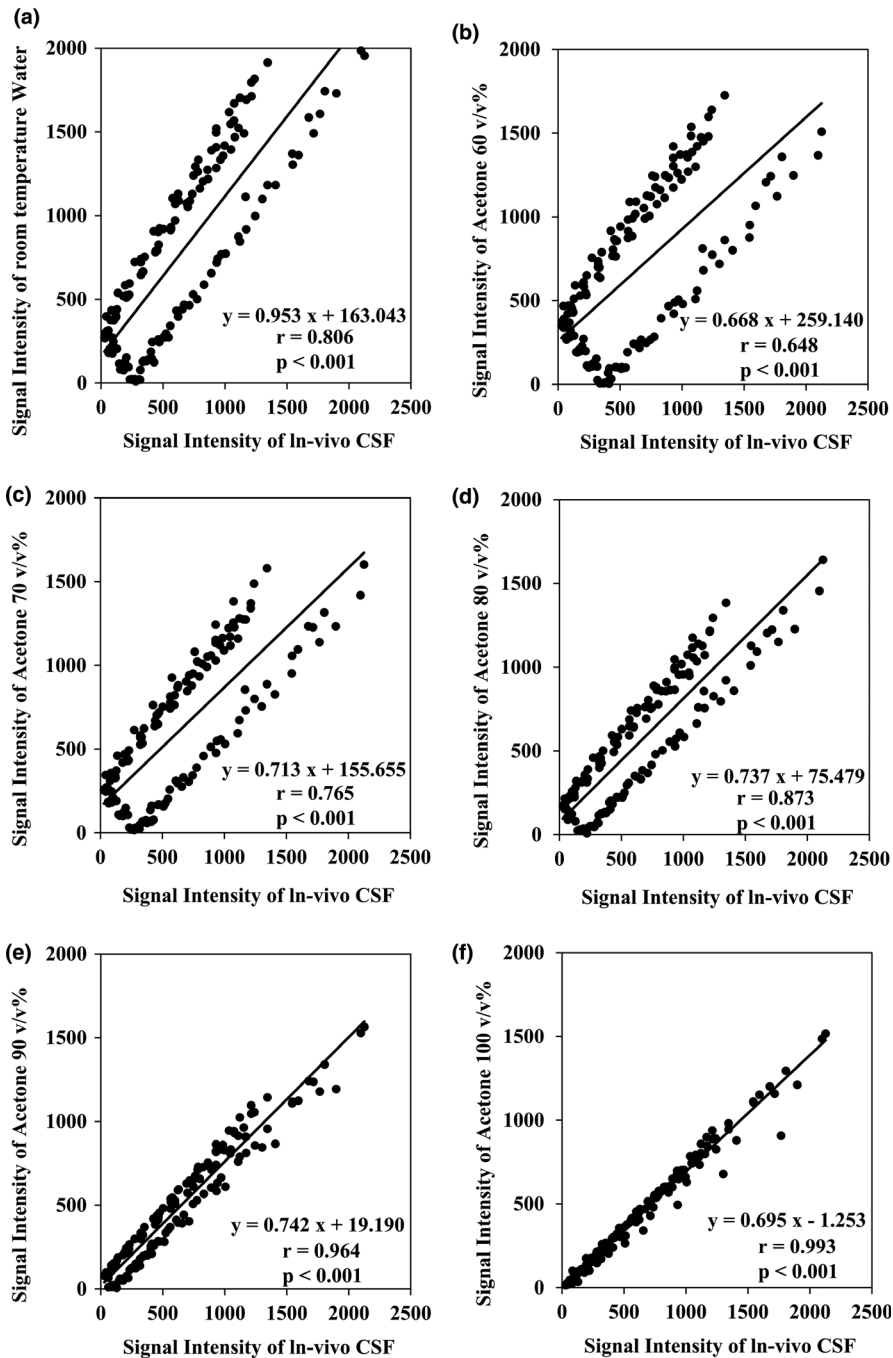 (a)
Signal Intensity of room temperature Water
2000
1500
1000
500
0
y = 0.953 x + 163.043
r = 0.806
p < 0.001
0 500 1000 1500 2000 2500
Signal Intensity of ln-vivo CSF
(b)
Signal Intensity of Acetone 60 v/v%
2000
1500
1000
500
0
y = 0.668 x + 259.140
r = 0.648
p < 0.001
0 500 1000 1500 2000 2500
Signal Intensity of ln-vivo CSF
(c)
Signal Intensity of Acetone 70 v/v%
2000
1500
1000
500
0
y = 0.713 x + 155.655
r = 0.765
p < 0.001
0 500 1000 1500 2000 2500
Signal Intensity of ln-vivo CSF
(d)
Signal Intensity of Acetone 80 v/v%
2000
1500
1000
500
0
y = 0.737 x + 75.479
r = 0.873
p < 0.001
0 500 1000 1500 2000 2500
Signal Intensity of ln-vivo CSF
(e)
Signal Intensity of Acetone 90 v/v%
2000
1500
1000
500
0
y = 0.742 x + 19.190
r = 0.964
p < 0.001
0 500 1000 1500 2000 2500
Signal Intensity of ln-vivo CSF
(f)
Signal Intensity of Acetone 100 v/v%
2000
1500
1000
500
0
y = 0.695 x - 1.253
r = 0.993
p < 0.001
0 500 1000 1500 2000 2500
Signal Intensity of ln-vivo CSF